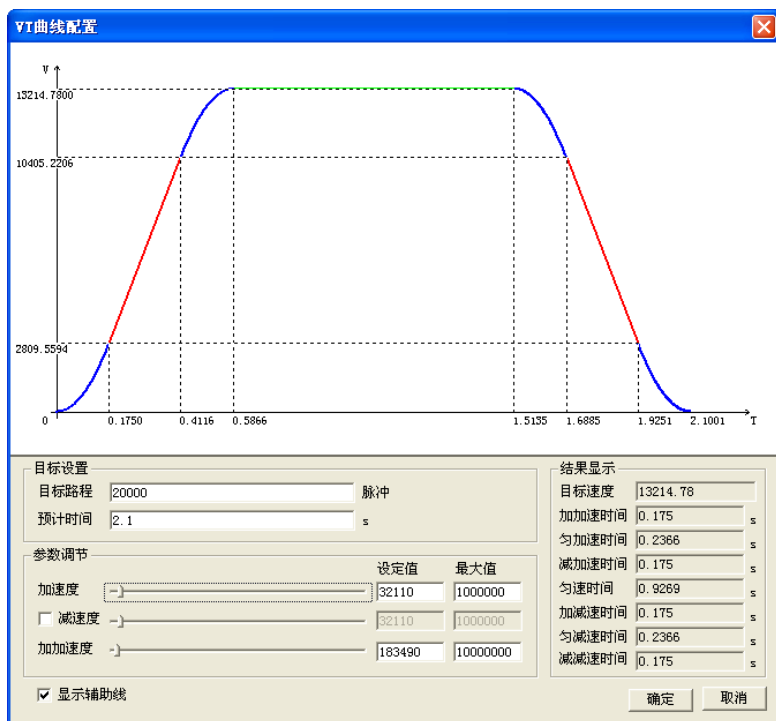 VT曲线配置
V
13214.7800
10405.2206
2809.5594
0 0.1750 0.4116 0.5866 1.5135 1.6885 1.9251 2.1001 T
目标设置
目标路程 20000 脉冲
预计时间 2.1 s
参数调节
设定值 最大值
加速度 32110 1000000
减速度 32110 1000000
加加速度 183490 10000000
显示辅助线
结果显示
目标速度 13214.78
加加速时间 0.175 s
匀加速时间 0.2366 s
减加速时间 0.175 s
匀速时间 0.9269 s
加减速时间 0.175 s
匀减速时间 0.2366 s
减减速时间 0.175 s
确定 取消